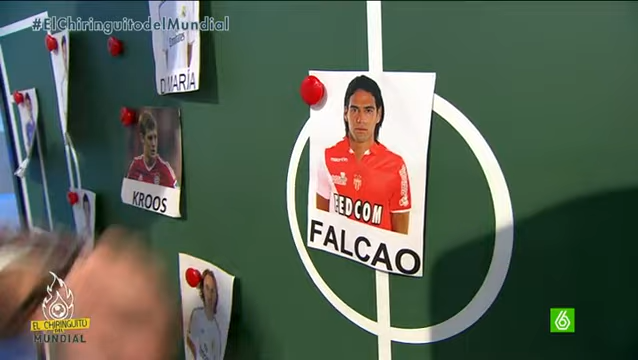 #ElChiringuitodelMundial
DI MARÍA
KROOS
FEDCOM
FALCAO
EL CHIRINGUITO
DEL
MUNDIAL
6